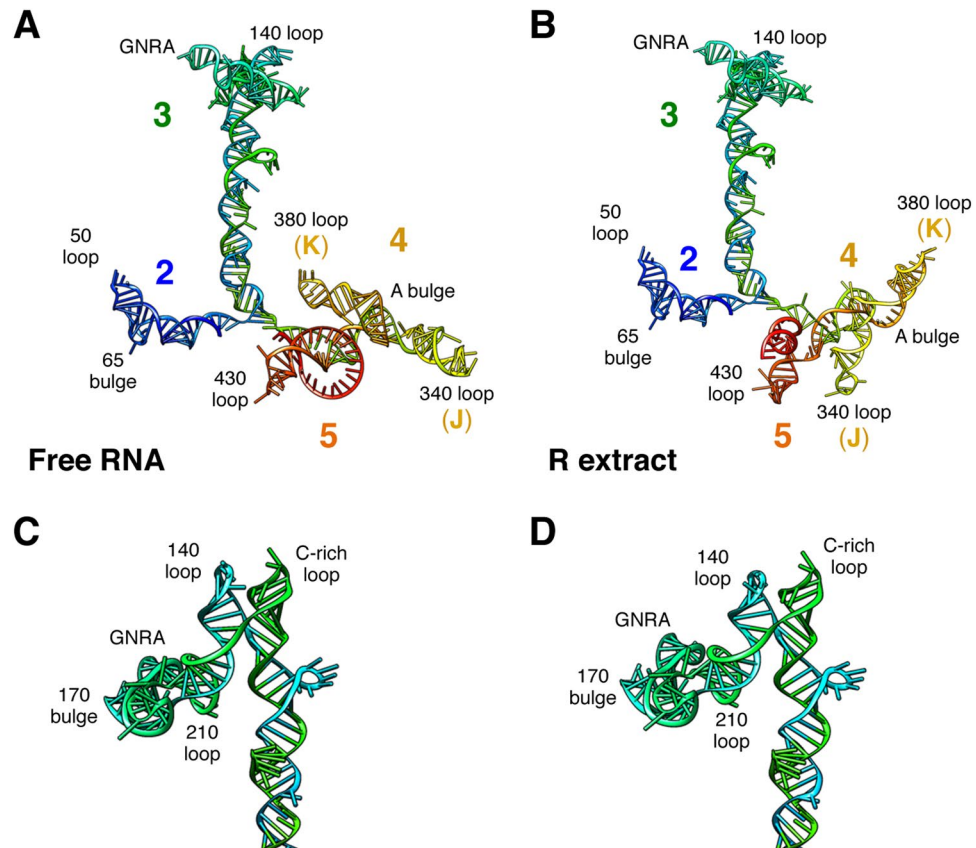 A
GNRA
140 loop
3
50
loop
2
65
bulge
380 loop
(K)
4
A bulge
430
loop
5
340 loop
(J)
Free RNA
B
GNRA
140 loop
3
50
loop
2
65
bulge
380 loop
(K)
4
A bulge
430
loop
5
340 loop
(J)
R extract
C
140
loop
C-rich
loop
GNRA
170
bulge
210
loop
D
140
loop
C-rich
loop
GNRA
170
bulge
210
loop